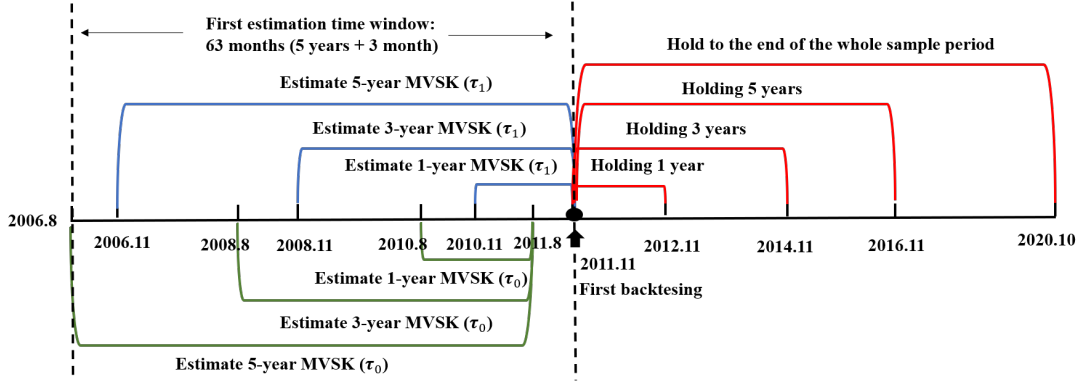 First estimation time window:
63 months (5 years + 3 month)
Hold to the end of the whole sample period
Estimate 5-year MVSK (τ₁)
Holding 5 years
Estimate 3-year MVSK (τ₁)
Holding 3 years
Estimate 1-year MVSK (τ₁)
Holding 1 year
2006.8
2006.11
2008.8
2008.11
2010.8
2010.11
2011.8
2012.11
2014.11
2016.11
2020.10
2011.11
First backtesing
Estimate 1-year MVSK (τ₀)
Estimate 3-year MVSK (τ₀)
Estimate 5-year MVSK (τ₀)